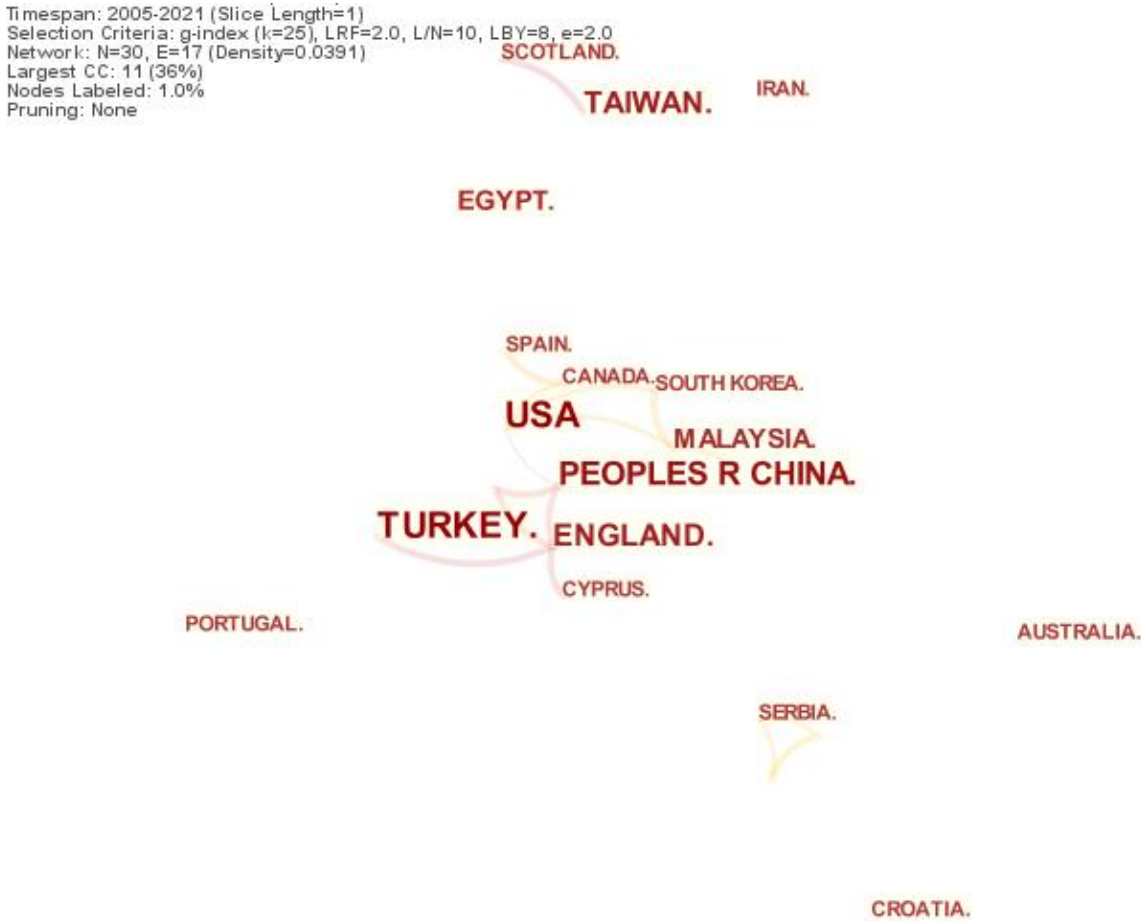 Timespan: 2005-2021 (Slice Length=1)
Selection Criteria: g-index (k=25), LRF=2.0, L/N=10, LBY=8, e=2.0
Network: N=30, E=17 (Density=0.0391)
Largest CC: 11 (36%)
Nodes Labeled: 1.0%
Pruning: None
SCOTLAND.
TAIWAN.
IRAN.
EGYPT.
SPAIN.
CANADA.
SOUTH KOREA.
USA
MALAYSIA.
PEOPLES R CHINA.
TURKEY.
ENGLAND.
CYPRUS.
PORTUGAL.
AUSTRALIA.
SERBIA.
CROATIA.